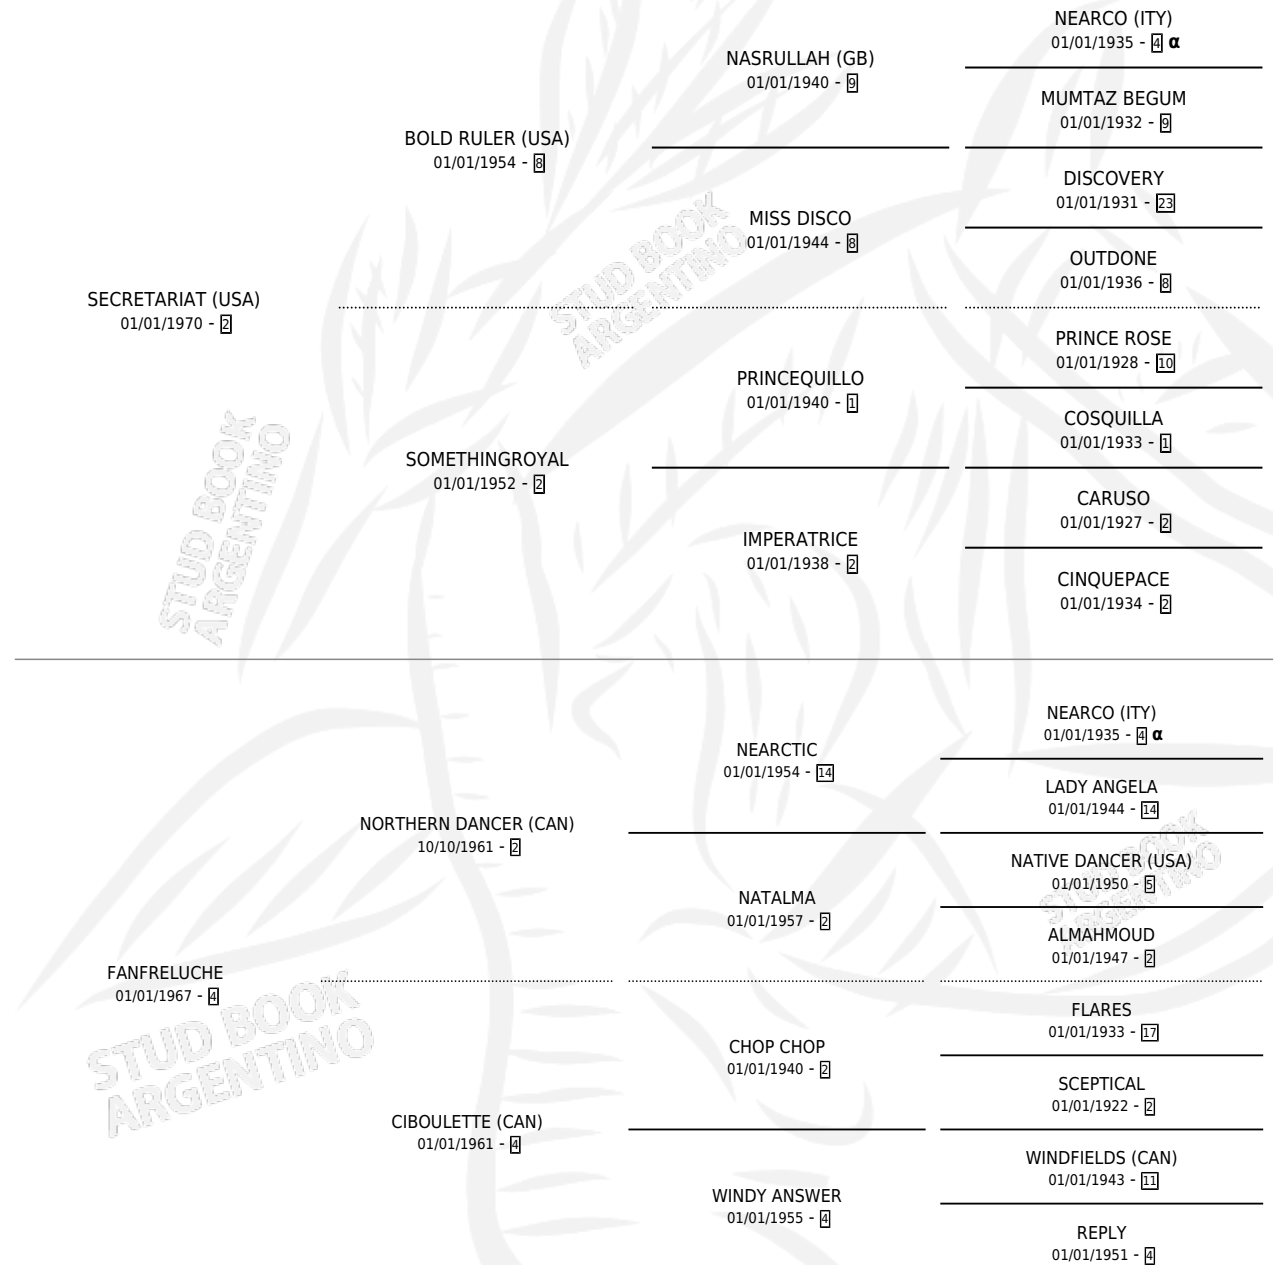 NEARCO (ITY)
01/01/1935 - 4 α
NASRULLAH (GB)
01/01/1940 - 9
MUMTAZ BEGUM
01/01/1932 - 9
BOLD RULER (USA)
01/01/1954 - 8
DISCOVERY
01/01/1931 - 23
MISS DISCO
01/01/1944 - 8
OUTDONE
01/01/1936 - 8
SECRETARIAT (USA)
01/01/1970 - 2
PRINCE ROSE
01/01/1928 - 10
PRINCEQUILLO
01/01/1940 - 1
COSQUILLA
01/01/1933 - 1
SOMETHINGROYAL
01/01/1952 - 2
CARUSO
01/01/1927 - 2
IMPERATRICE
01/01/1938 - 2
CINQUEPACE
01/01/1934 - 2
NEARCO (ITY)
01/01/1935 - 4 α
NEARCTIC
01/01/1954 - 14
LADY ANGELA
01/01/1944 - 14
NORTHERN DANCER (CAN)
10/10/1961 - 2
NATIVE DANCER (USA)
01/01/1950 - 5
NATALMA
01/01/1957 - 2
ALMAHMOUD
01/01/1947 - 2
FANFRELUCHE
01/01/1967 - 4
FLARES
01/01/1933 - 17
CHOP CHOP
01/01/1940 - 2
SCEPTICAL
01/01/1922 - 2
CIBOULETTE (CAN)
01/01/1961 - 4
WINDFIELDS (CAN)
01/01/1943 - 11
WINDY ANSWER
01/01/1955 - 4
REPLY
01/01/1951 - 4
STUD BOOK
ARGENTINO
STUD BOOK
ARGENTINO
STUD BOOK
ARGENTINO
STUD BOOK
ARGENTINO